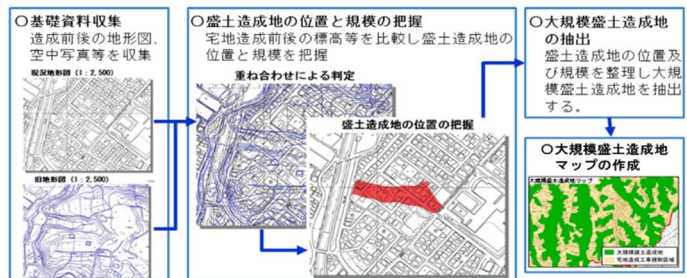 ○基礎資料収集
造成前後の地形図、
空中写真等を収集
現況地形図(1:2,500)
旧地形図(1:2,500)
○盛土造成地の位置と規模の把握
宅地造成前後の標高等を比較し盛土造成地の
位置と規模を把握
重ね合わせによる判定
盛土造成地の位置の把握
○大規模盛土造成地
の抽出
盛土造成地の位置及
び規模を整理し大規
模盛土造成地を抽出
する。
○大規模盛土造成地
マップの作成
大規模盛土造成地マップ
大規模盛土造成地
宅地造成工事規制区域